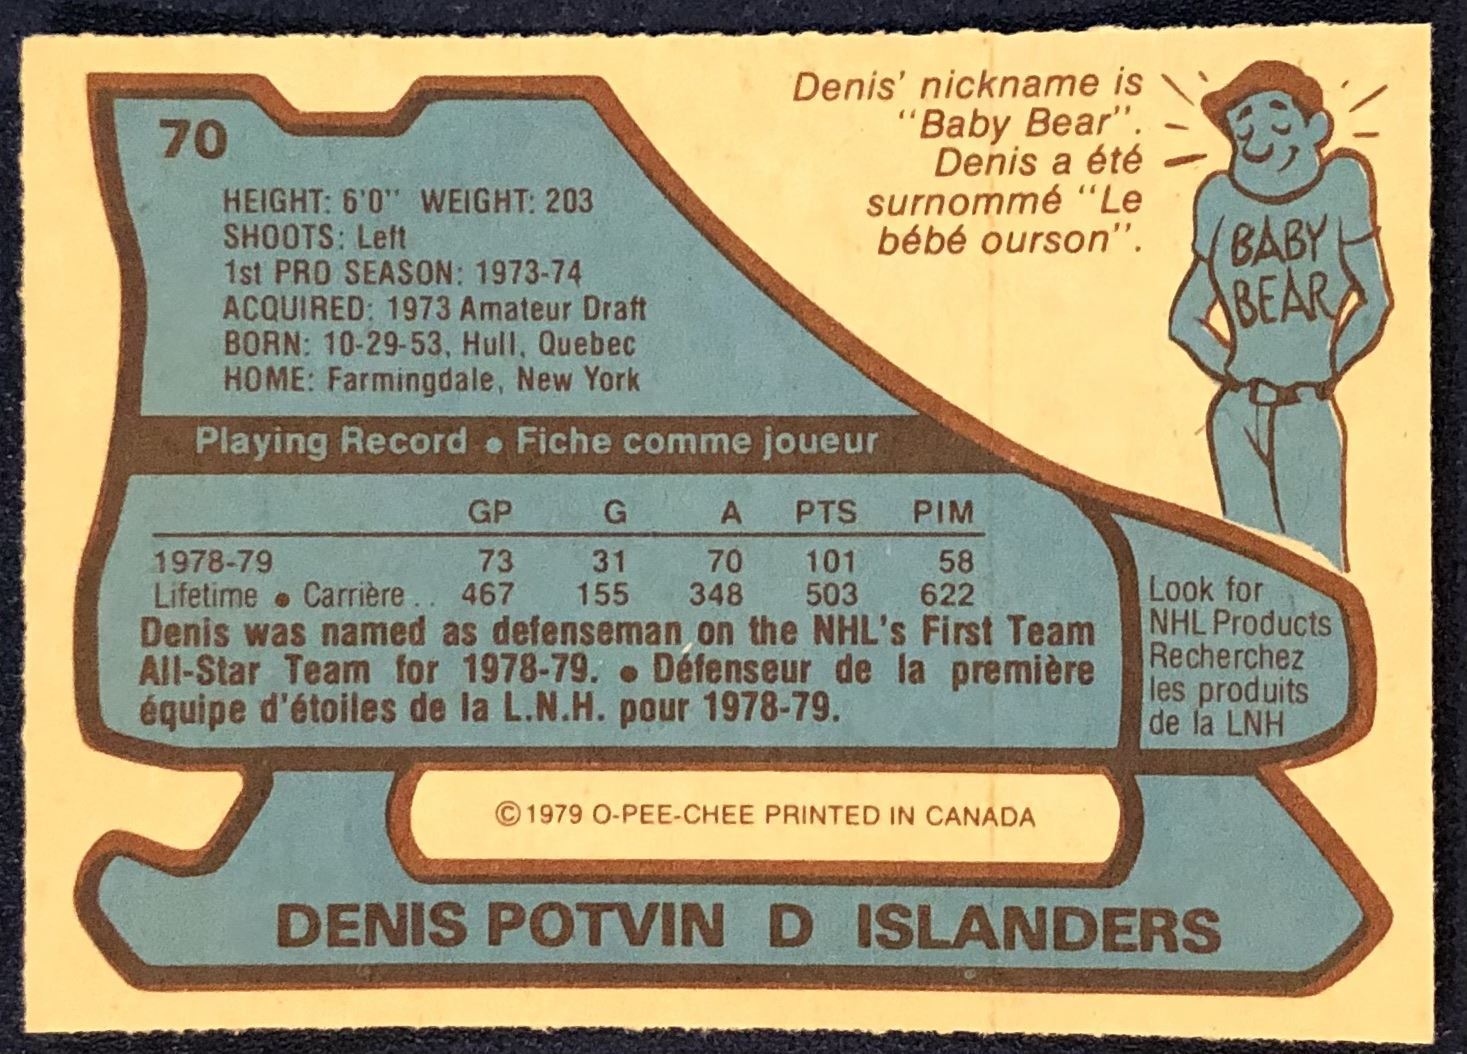 70
Denis' nickname is
"Baby Bear".
Denis a été
surnommé "Le
bébé ourson".
BABY
BEAR
HEIGHT: 6'0" WEIGHT: 203
SHOOTS: Left
1st PRO SEASON: 1973-74
ACQUIRED: 1973 Amateur Draft
BORN: 10-29-53, Hull, Quebec
HOME: Farmingdale, New York
Playing Record • Fiche comme joueur
GP G A PTS PIM
1978-79 73 31 70 101 58
Lifetime • Carrière .. 467 155 348 503 622
Denis was named as defenseman on the NHL's First Team
All-Star Team for 1978-79. • Défenseur de la première
équipe d'étoiles de la L.N.H. pour 1978-79.
Look for
NHL Products
Recherchez
les produits
de la LNH
©1979 O-PEE-CHEE PRINTED IN CANADA
DENIS POTVIN D ISLANDERS